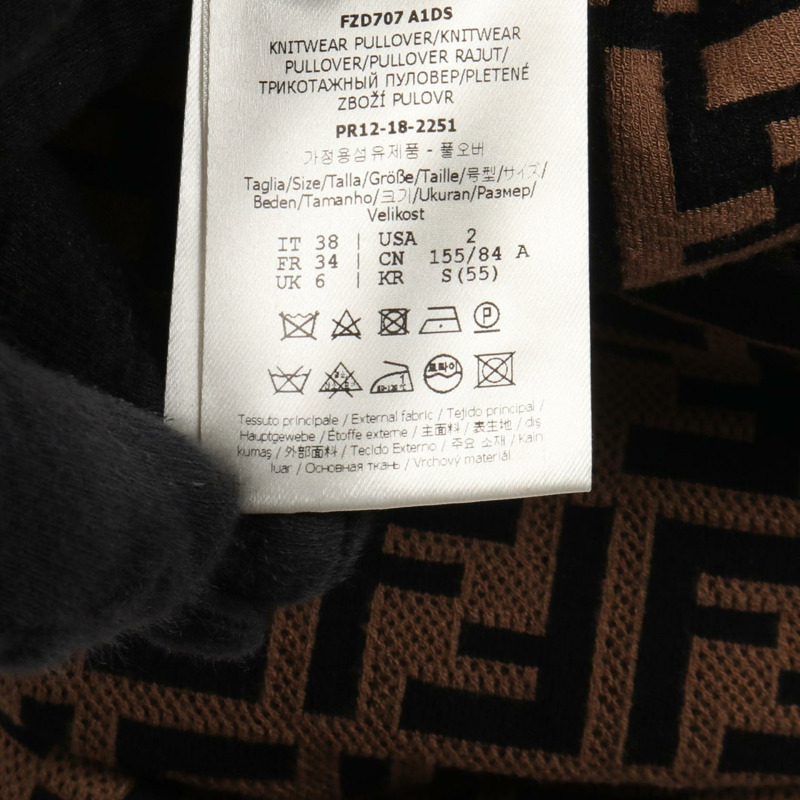 FZD707 A1DS
KNITWEAR PULLOVER/KNITWEAR
PULLOVER/PULLOVER RAJUT/
ТРИКОТАЖНЫЙ ПУЛОВЕР/PLETENÉ
ZBOŽÍ PULOVR
PR12-18-2251
가정용섬유제품 - 풀오버
Taglia/Size/Talla/Größe/Taille/号型/サイズ/
Beden/Tamanho/크기/Ukuran/Размер/
Velikost
IT 38 | USA 2
FR 34 | CN 155/84 A
UK 6 | KR S(55)
P
드라이
Tessuto principale / External fabric / Tejido principal /
Hauptgewebe / Étoffe externe / 主面料 / 表生地 / dış
kumaş / 外部面料 / Tecido Externo / 주요 소재 / Kain
luar / Основная ткань / Vrchový materiál